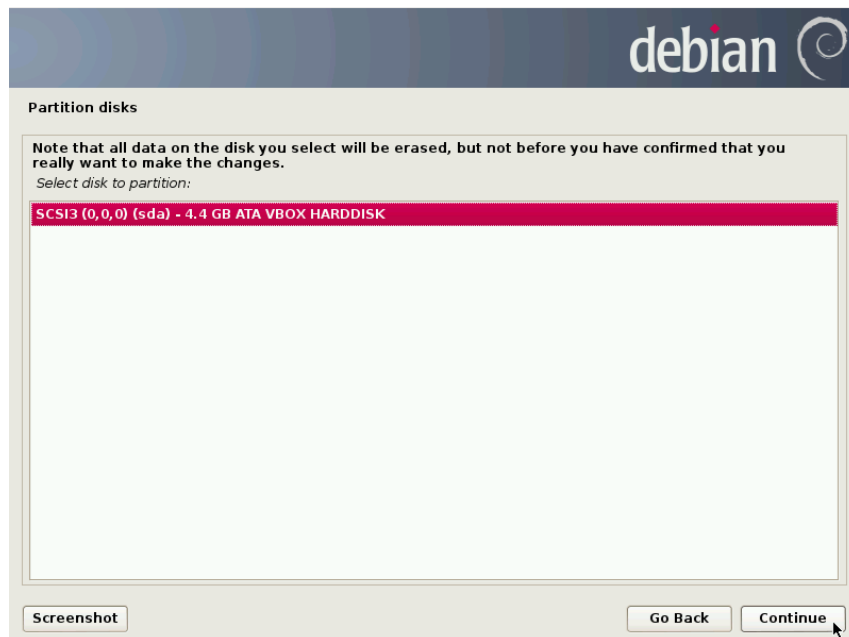 debian
Partition disks
Note that all data on the disk you select will be erased, but not before you have confirmed that you
really want to make the changes.
Select disk to partition:
SCSI3 (0,0,0) (sda) - 4.4 GB ATA VBOX HARDDISK
Screenshot
Go Back
Continue